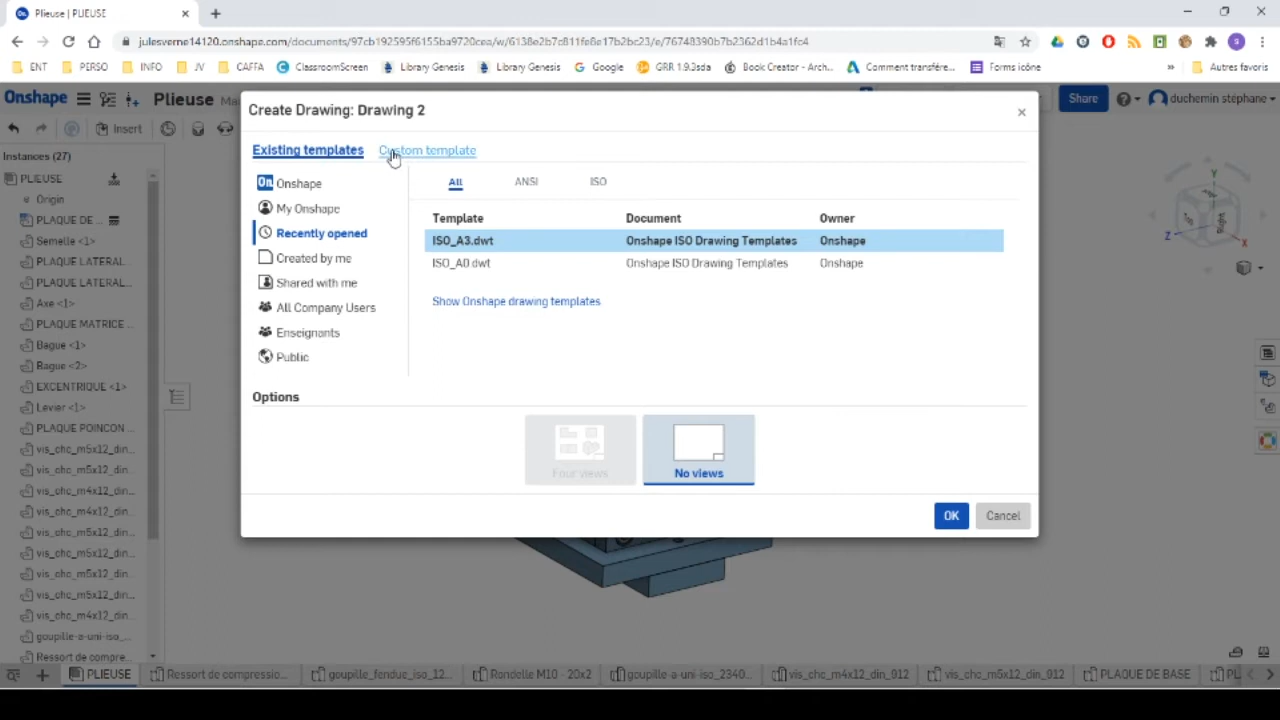 Plieuse | PLIEUSE
julesverne14120.onshape.com/documents/97cb192595f6155ba9720cea/w/6138e2b7c811fe8e17b2bc23/e/76748390b7b2362d1b4a1fc4
ENT PERSO INFO JV CAFFA ClassroomScreen Library Genesis Library Genesis Google GRR 1.9.3sda Book Creator - Arch... Comment transfére... Forms icône » Autres favoris
Onshape Plieuse Share duchemin stéphane
Insert
Create Drawing: Drawing 2
Existing templates Custom template
Instances (27)
PLIEUSE
Origin
PLAQUE DE ...
Semelle <1>
PLAQUE LATERAL...
PLAQUE LATERAL...
Axe <1>
PLAQUE MATRICE ...
Bague <1>
Bague <2>
EXCENTRIQUE <1>
Levier <1>
PLAQUE POINCON ...
vis_chc_m5x12_din...
vis_chc_m5x12_din...
vis_chc_m4x12_din...
vis_chc_m4x12_din...
vis_chc_m5x12_din...
vis_chc_m5x12_din...
vis_chc_m5x12_din...
vis_chc_m5x12_din...
vis_chc_m4x12_din...
goupille-a-uni-iso_...
Ressort de compre...
Onshape
My Onshape
Recently opened
Created by me
Shared with me
All Company Users
Enseignants
Public
All ANSI ISO
Template Document Owner
ISO_A3.dwt Onshape ISO Drawing Templates Onshape
ISO_A0.dwt Onshape ISO Drawing Templates Onshape
Show Onshape drawing templates
Options
Four views No views
OK Cancel
Y
Z
X
Right
PLIEUSE Ressort de compressio... goupille_fendue_iso_12... Rondelle M10 - 20x2 goupille-a-uni-iso_2340... vis_chc_m4x12_din_912 vis_chc_m5x12_din_912 PLAQUE DE BASE PL